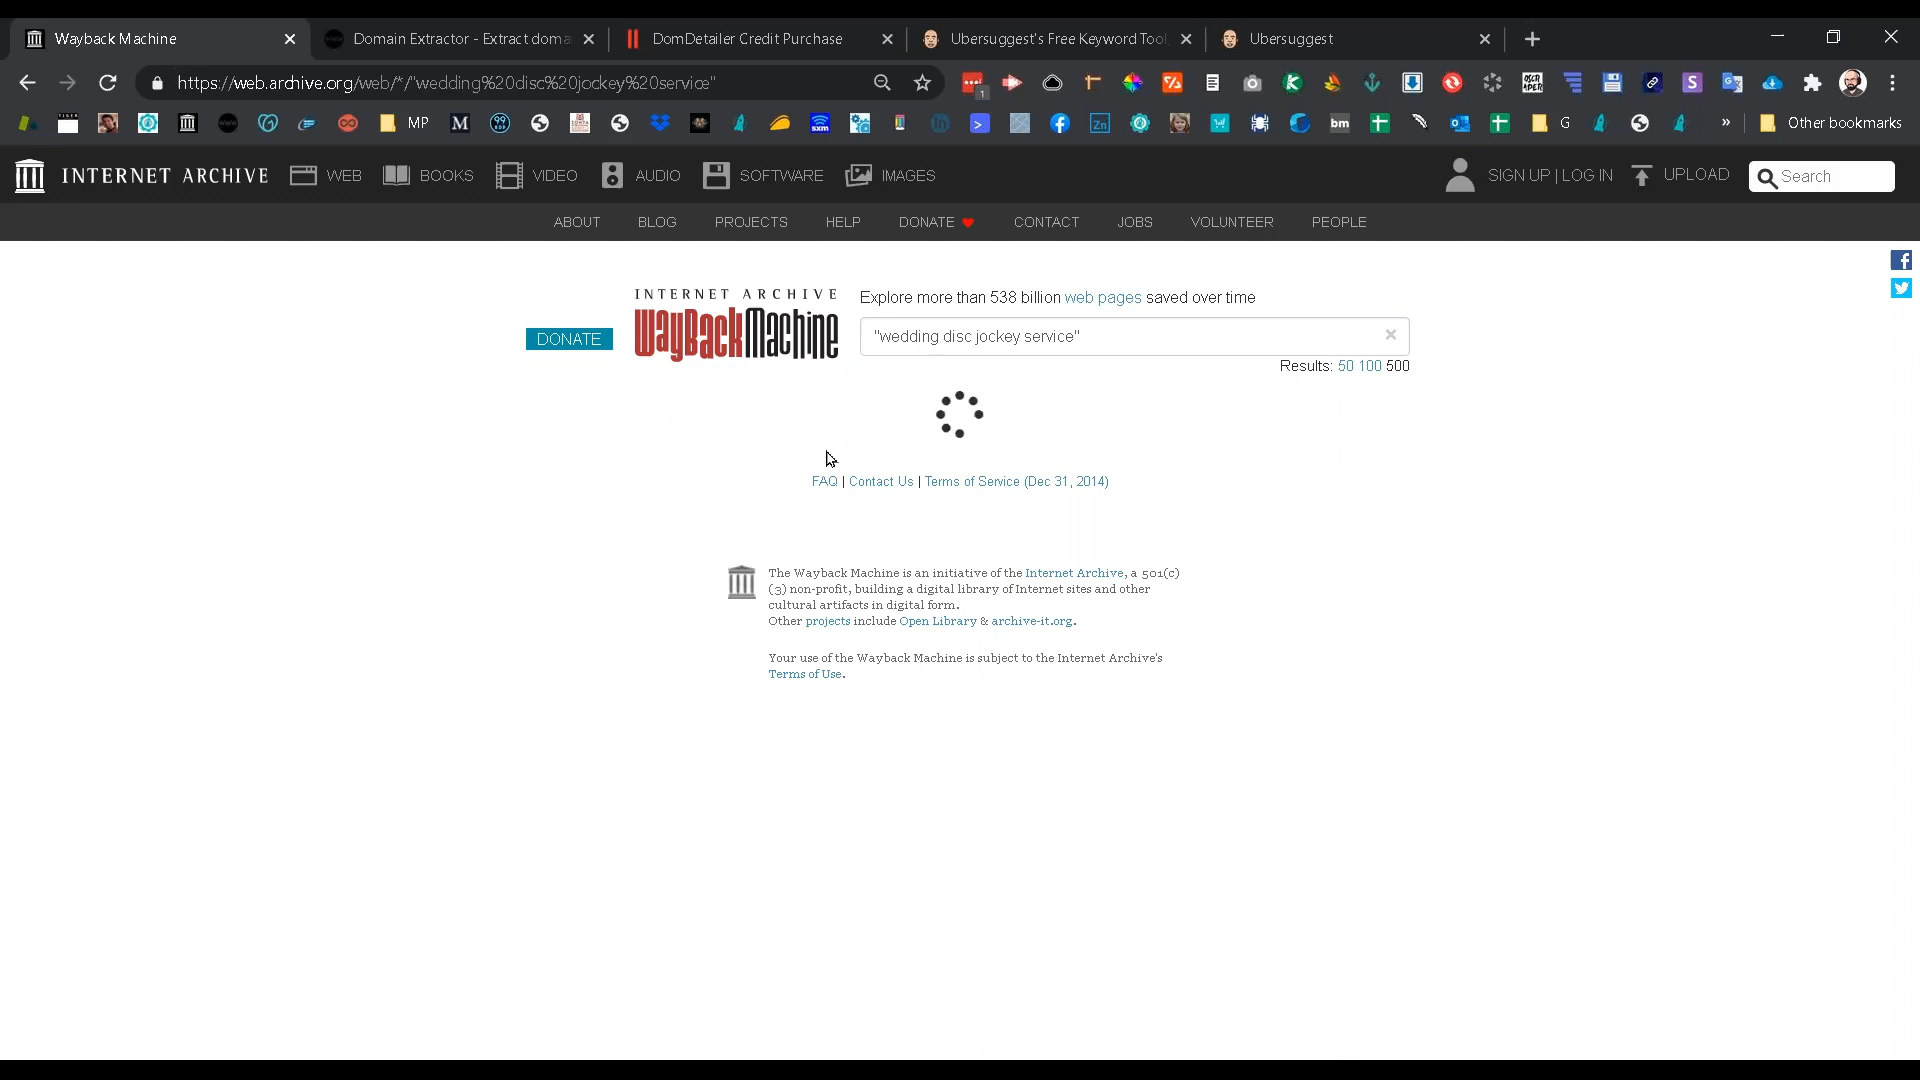 Wayback Machine
Domain Extractor - Extract doma
DomDetailer Credit Purchase
Ubersuggest's Free Keyword Tool
Ubersuggest
https://web.archive.org/web/*/"wedding%20disc%20jockey%20service"
MP
G
Other bookmarks
INTERNET ARCHIVE
WEB
BOOKS
VIDEO
AUDIO
SOFTWARE
IMAGES
SIGN UP | LOG IN
UPLOAD
Search
ABOUT
BLOG
PROJECTS
HELP
DONATE
CONTACT
JOBS
VOLUNTEER
PEOPLE
DONATE
INTERNET ARCHIVE
WayBackMachine
Explore more than 538 billion web pages saved over time
"wedding disc jockey service"
Results: 50 100 500
FAQ | Contact Us | Terms of Service (Dec 31, 2014)
The Wayback Machine is an initiative of the Internet Archive, a 501(c)
(3) non-profit, building a digital library of Internet sites and other
cultural artifacts in digital form.
Other projects include Open Library & archive-it.org.
Your use of the Wayback Machine is subject to the Internet Archive's
Terms of Use.